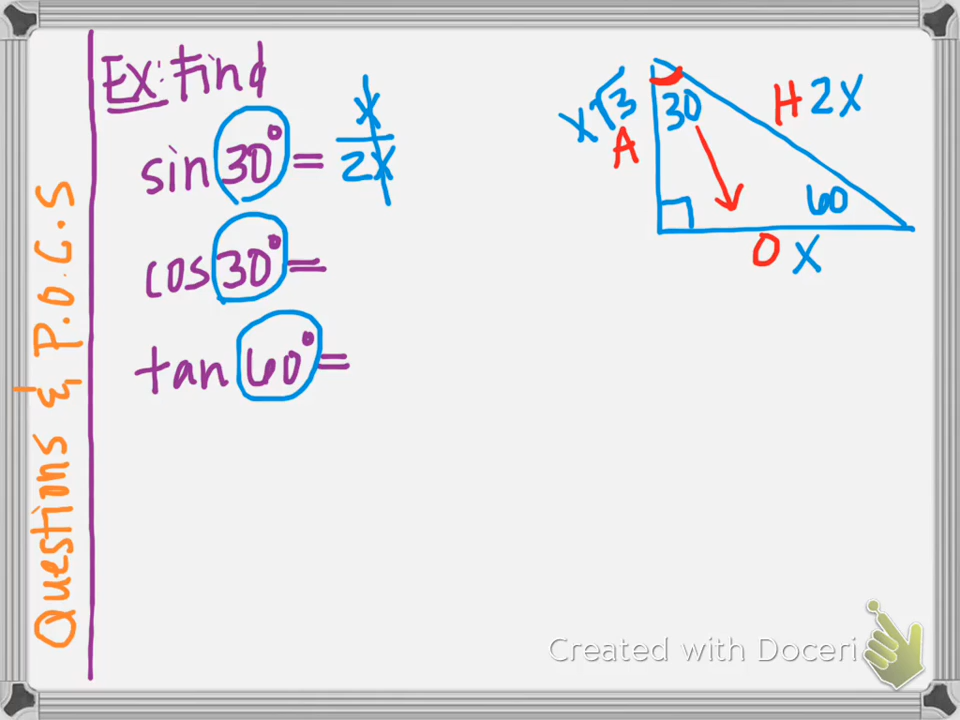 Questions & P.O.C.S
Ex: Find
sin 30° = x/2x
cos 30° =
tan 60° =
x√3
A
30
H 2x
60
O x
Created with Doceri